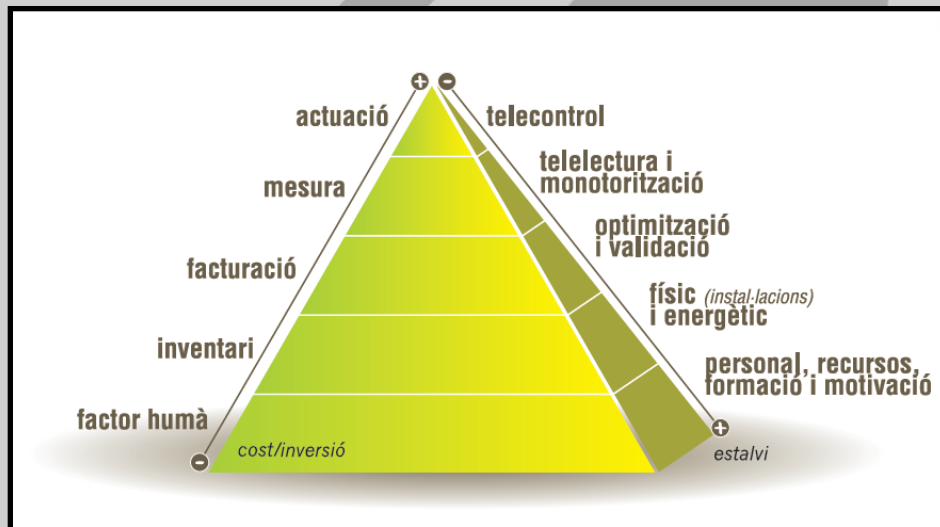 +
-
actuació
telecontrol
mesura
telelectura i
monotorització
facturació
optimització
i validació
inventari
físic (instal·lacions)
i energètic
factor humà
personal, recursos,
formació i motivació
-
cost/inversió
+
estalvi